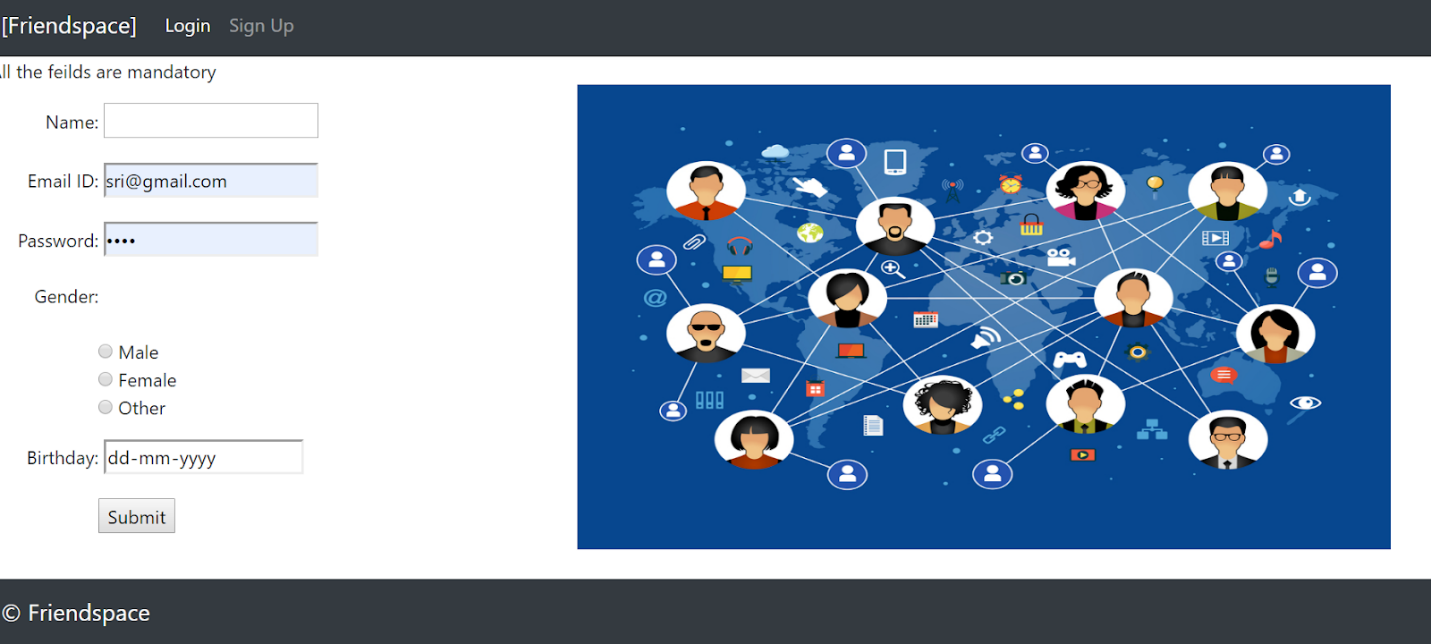 [Friendspace] Login Sign Up
All the feilds are mandatory
Name:
Email ID: sri@gmail.com
Password: ••••
Gender:
Male
Female
Other
Birthday: dd-mm-yyyy
Submit
@
© Friendspace